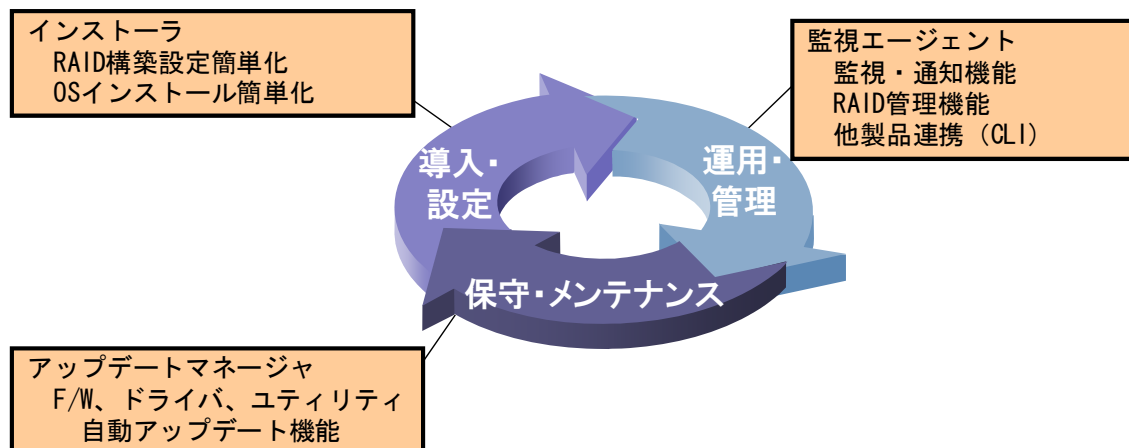 インストーラ
RAID構築設定簡単化
OSインストール簡単化
監視エージェント
監視・通知機能
RAID管理機能
他製品連携（CLI）
導入・
設定
運用・
管理
保守・メンテナンス
アップデートマネージャ
F/W、ドライバ、ユティリティ
自動アップデート機能